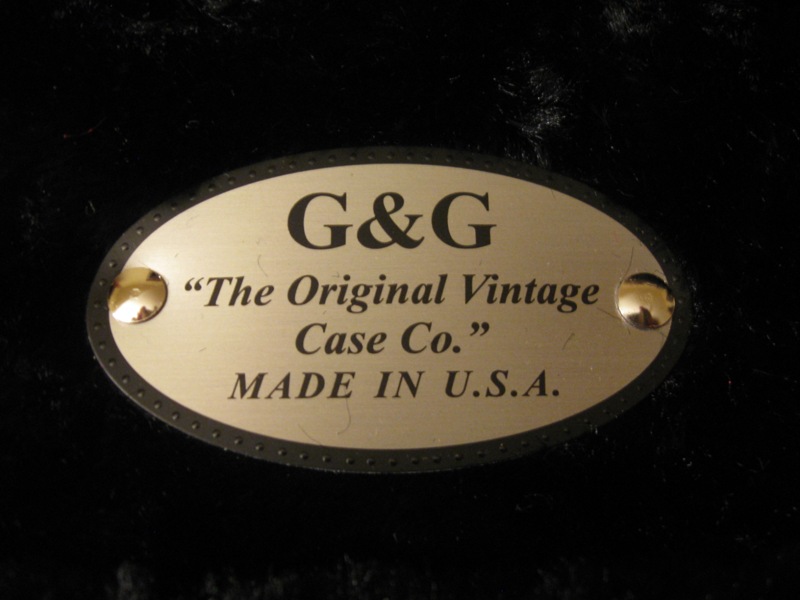 G&G
“The Original Vintage
Case Co.”
MADE IN U.S.A.